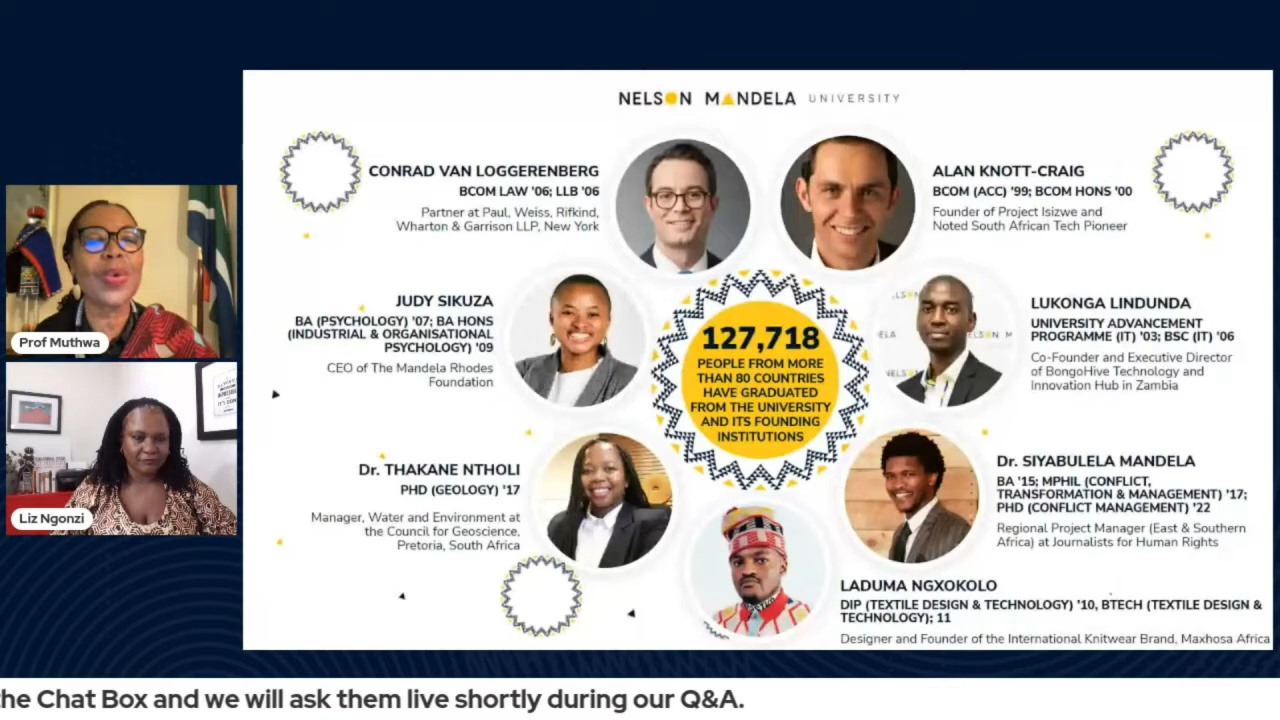 NELSON MANDELA UNIVERSITY
CONRAD VAN LOGGERENBERG
BCOM LAW '06; LLB '06
Partner at Paul, Weiss, Rifkind,
Wharton & Garrison LLP, New York
ALAN KNOTT-CRAIG
BCOM (ACC) '99; BCOM HONS '00
Founder of Project Isizwe and
Noted South African Tech Pioneer
JUDY SIKUZA
BA (PSYCHOLOGY) '07; BA HONS
(INDUSTRIAL & ORGANISATIONAL
PSYCHOLOGY) '09
CEO of The Mandela Rhodes
Foundation
127,718
PEOPLE FROM MORE
THAN 80 COUNTRIES
HAVE GRADUATED
FROM THE UNIVERSITY
AND ITS FOUNDING
INSTITUTIONS
LUKONGA LINDUNDA
UNIVERSITY ADVANCEMENT
PROGRAMME (IT) '03; BSC (IT) '06
Co-Founder and Executive Director
of BongoHive Technology and
Innovation Hub in Zambia
Dr. THAKANE NTHOLI
PHD (GEOLOGY) '17
Manager, Water and Environment at
the Council for Geoscience,
Pretoria, South Africa
Dr. SIYABULELA MANDELA
BA '15; MPHIL (CONFLICT,
TRANSFORMATION & MANAGEMENT) '17;
PHD (CONFLICT MANAGEMENT) '22
Regional Project Manager (East & Southern
Africa) at Journalists for Human Rights
LADUMA NGXOKOLO
DIP (TEXTILE DESIGN & TECHNOLOGY) '10, BTECH (TEXTILE DESIGN &
TECHNOLOGY); 11
Designer and Founder of the International Knitwear Brand, Maxhosa Africa
Prof Muthwa
Liz Ngonzi
the Chat Box and we will ask them live shortly during our Q&A.